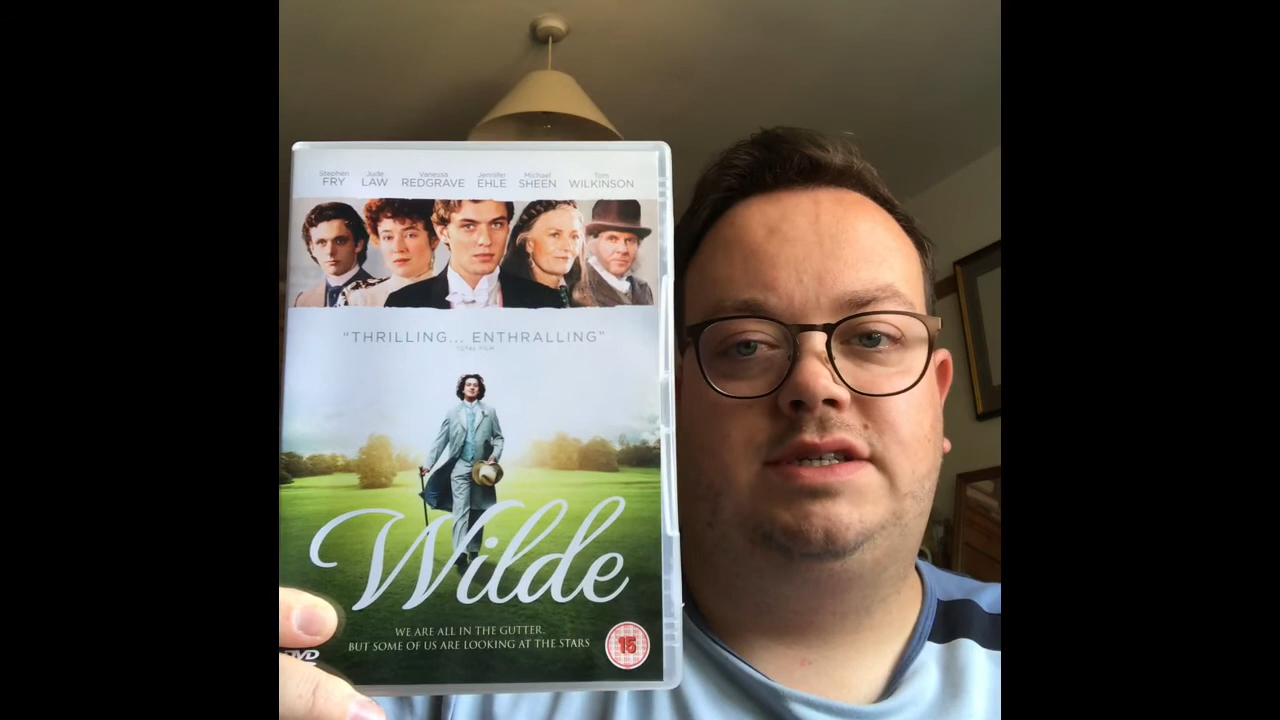 Stephen Jude Vanessa Jennifer Michael Tom
FRY LAW REDGRAVE EHLE SHEEN WILKINSON
"THRILLING... ENTHRALLING"
TOTAL FILM
Wilde
WE ARE ALL IN THE GUTTER,
BUT SOME OF US ARE LOOKING AT THE STARS
15
DVD